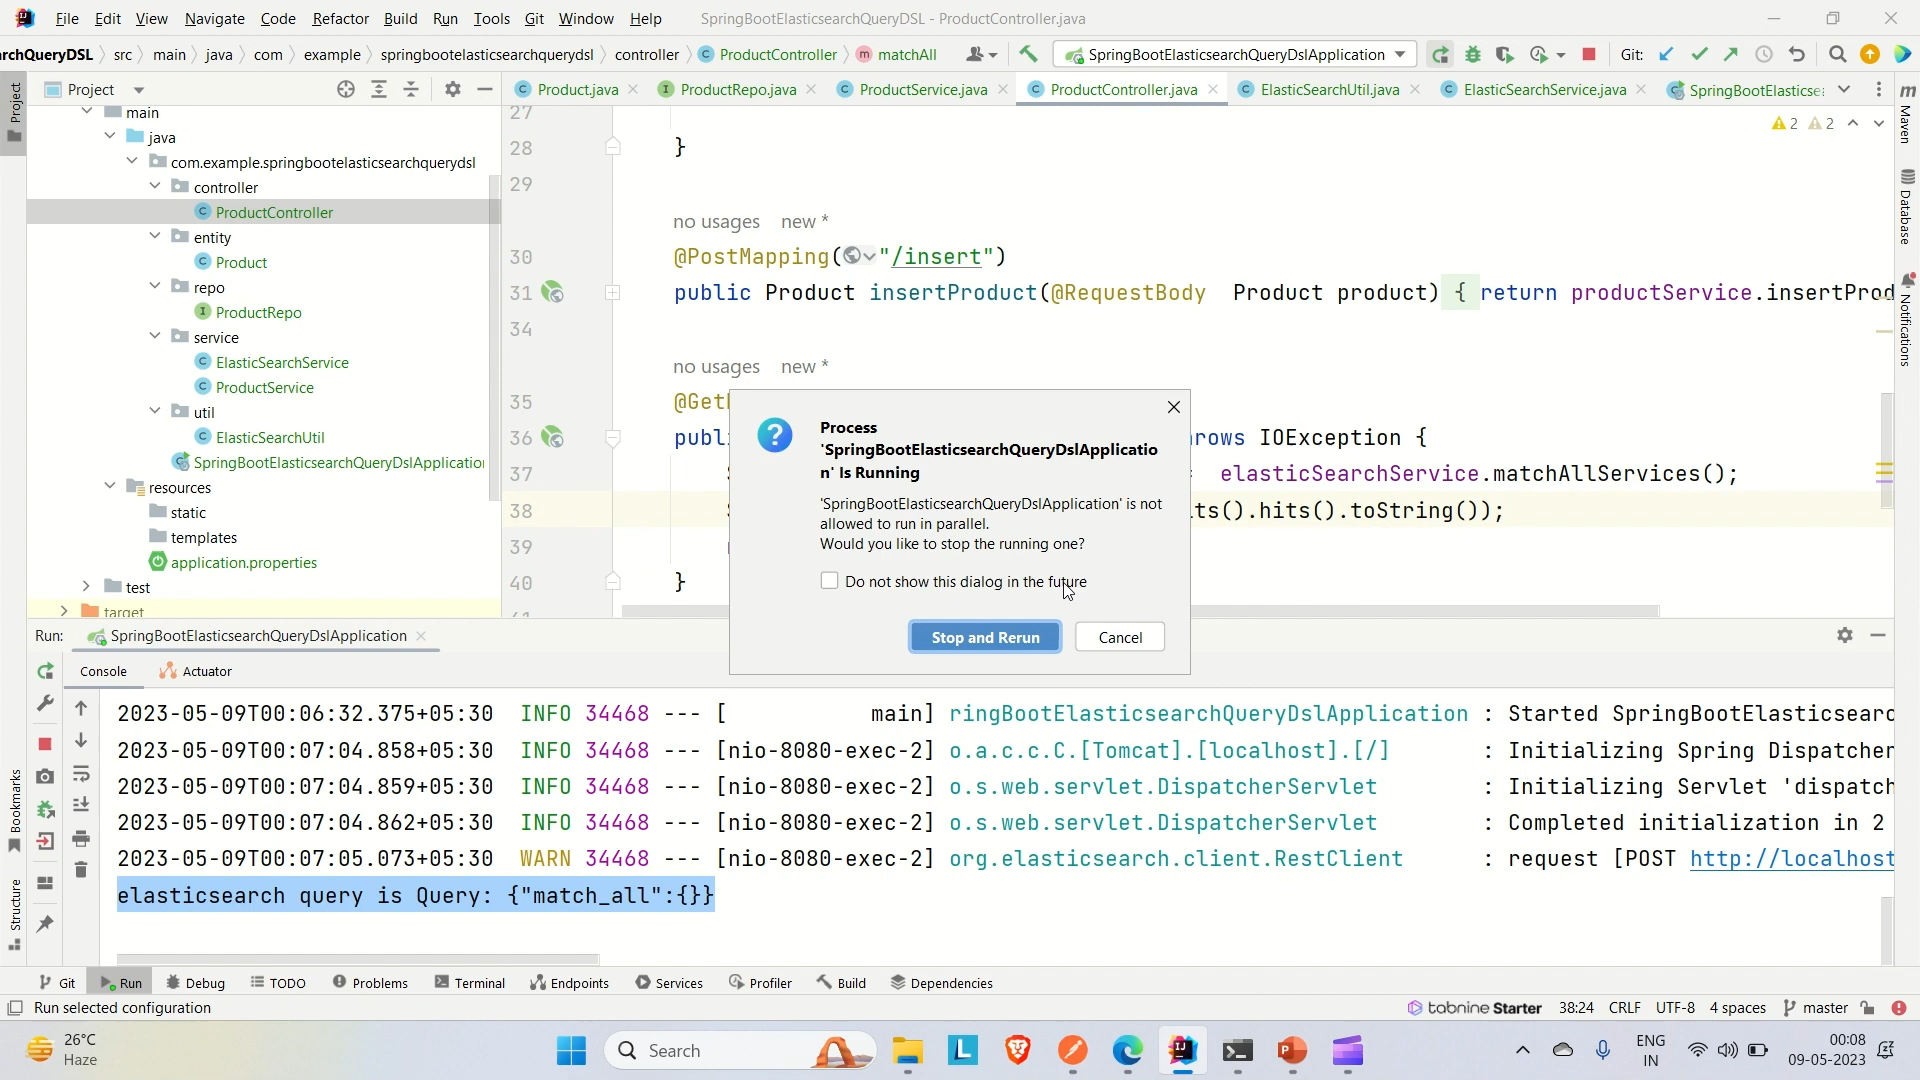 File Edit View Navigate Code Refactor Build Run Tools Git Window Help SpringBootElasticsearchQueryDSL - ProductController.java
archQueryDSL src main java com example springbootelasticsearchquerydsl controller ProductController matchAll SpringBootElasticsearchQueryDslApplication Git:
Project Product.java ProductRepo.java ProductService.java ProductController.java ElasticSearchUtil.java ElasticSearchService.java
Project
Structure
Bookmarks
main
java
com.example.springbootelasticsearchquerydsl
controller
ProductController
entity
Product
repo
ProductRepo
service
ElasticSearchService
ProductService
util
ElasticSearchUtil
SpringBootElasticsearchQueryDslApplication
resources
static
templates
application.properties
test
target
2 2
27
28 }
29
no usages new *
30 @PostMapping("/insert")
31 public Product insertProduct(@RequestBody Product product) { return productService.insertProd
34
no usages new *
35
36 IOException {
37 elasticSearchService.matchAllServices();
38 .hits().toString());
39
40 }
Maven
Database
Notifications
Process
'SpringBootElasticsearchQueryDslApplicatio
n' Is Running
'SpringBootElasticsearchQueryDslApplication' is not
allowed to run in parallel.
Would you like to stop the running one?
Do not show this dialog in the future
Stop and Rerun Cancel
Run: SpringBootElasticsearchQueryDslApplication
Console Actuator
2023-05-09T00:06:32.375+05:30 INFO 34468 --- [ main] ringBootElasticsearchQueryDslApplication : Started SpringBootElasticsearc
2023-05-09T00:07:04.858+05:30 INFO 34468 --- [nio-8080-exec-2] o.a.c.c.C.[Tomcat].[localhost].[/] : Initializing Spring Dispatcher
2023-05-09T00:07:04.859+05:30 INFO 34468 --- [nio-8080-exec-2] o.s.web.servlet.DispatcherServlet : Initializing Servlet 'dispatch
2023-05-09T00:07:04.862+05:30 INFO 34468 --- [nio-8080-exec-2] o.s.web.servlet.DispatcherServlet : Completed initialization in 2
2023-05-09T00:07:05.073+05:30 WARN 34468 --- [nio-8080-exec-2] org.elasticsearch.client.RestClient : request [POST http://localhost
elasticsearch query is Query: {"match_all":{}}
Git Run Debug TODO Problems Terminal Endpoints Services Profiler Build Dependencies
Run selected configuration tabnine Starter 38:24 CRLF UTF-8 4 spaces master
26°C
Haze
Search
ENG
IN
00:08
09-05-2023